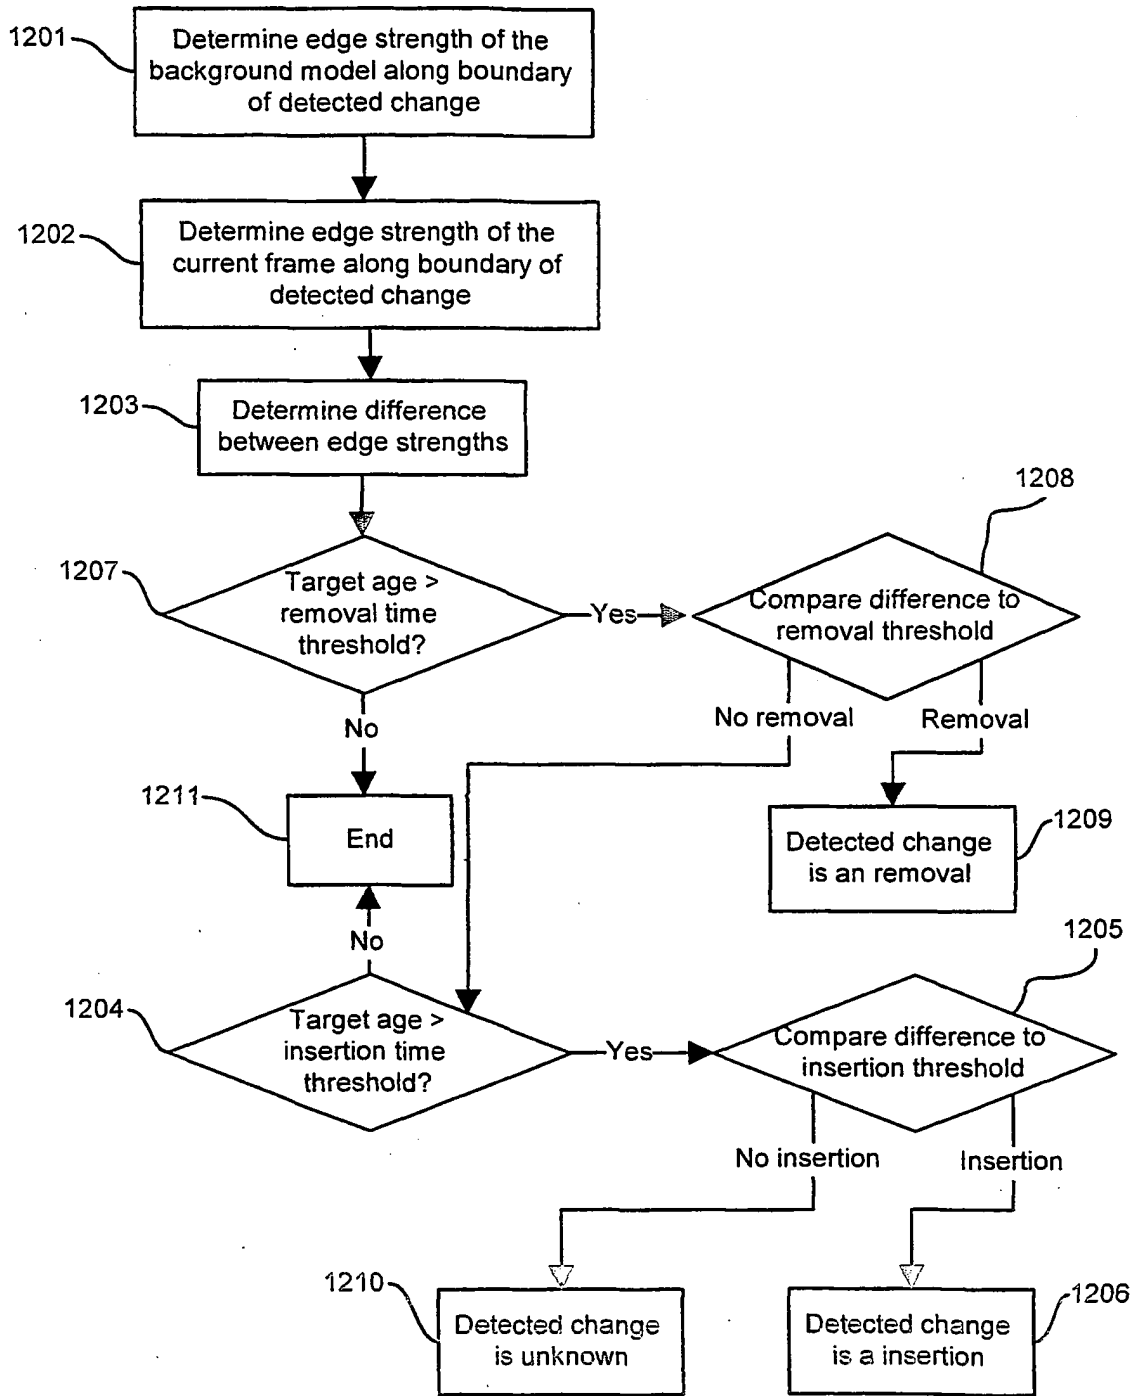 1201
Determine edge strength of the
background model along boundary
of detected change
1202
Determine edge strength of the
current frame along boundary of
detected change
1203
Determine difference
between edge strengths
1208
1207
Target age >
removal time
threshold?
Yes
Compare difference to
removal threshold
No
No removal
Removal
1211
End
1209
Detected change
is an removal
No
1205
1204
Target age >
insertion time
threshold?
Yes
Compare difference to
insertion threshold
No insertion
Insertion
1210
Detected change
is unknown
1206
Detected change
is a insertion